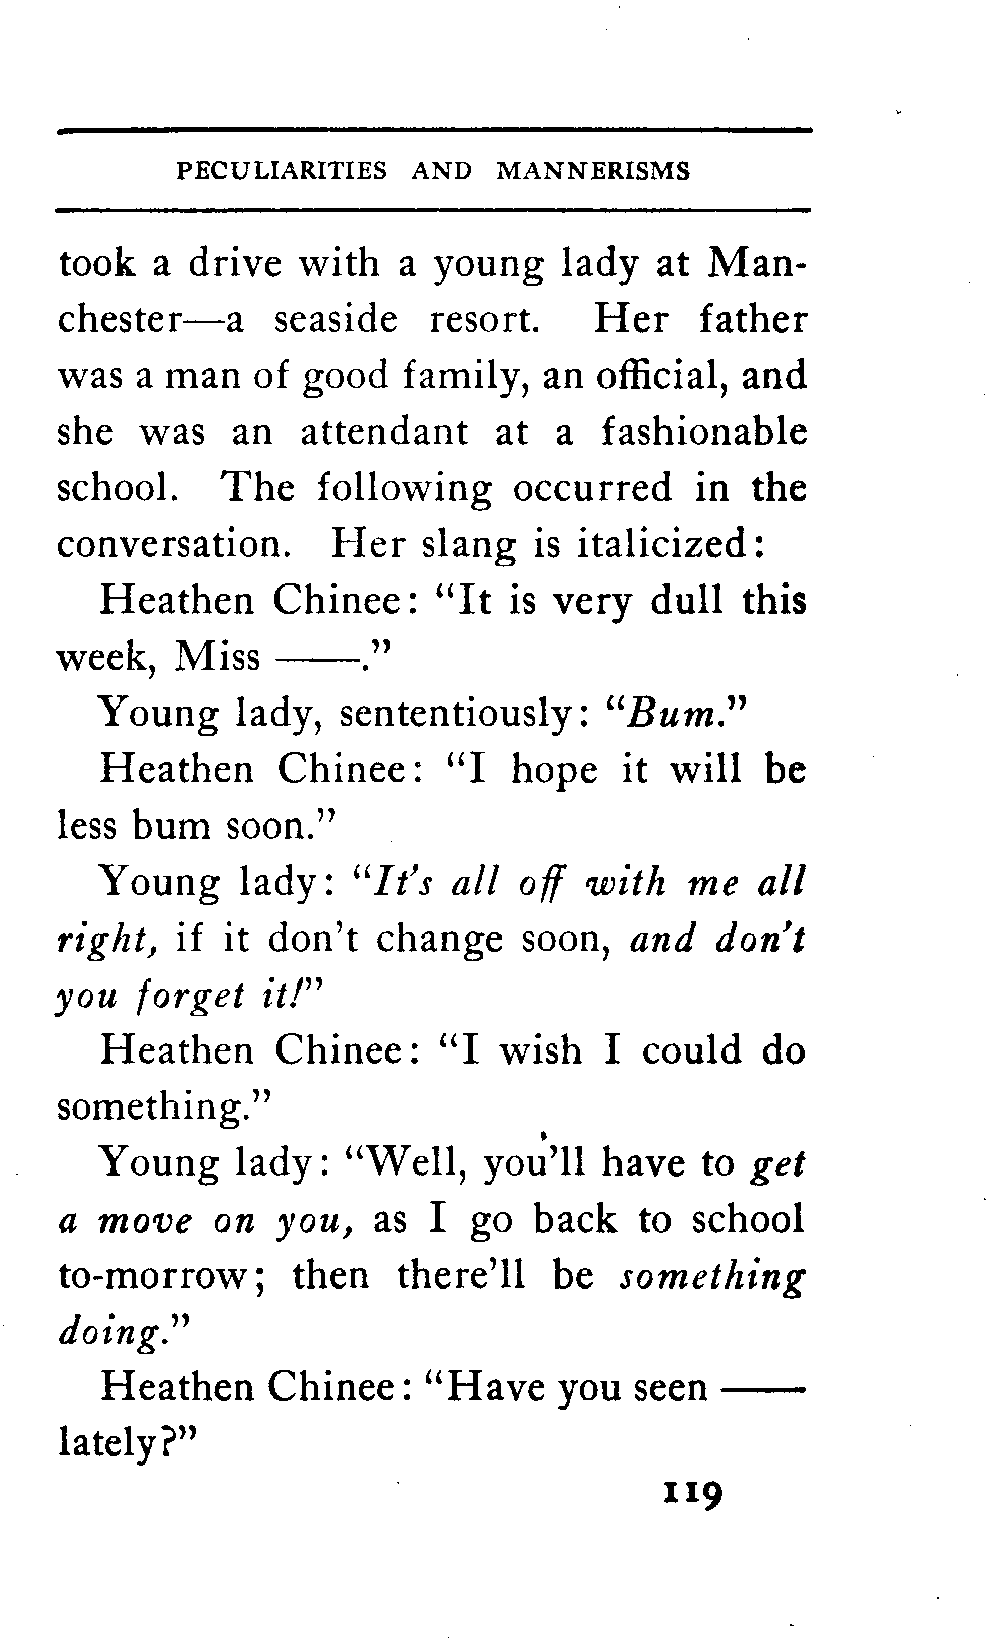 PECULIARITIES AND MANNERISMS
took a drive with a young lady at Man-
chester—a seaside resort. Her father
was a man of good family, an official, and
she was an attendant at a fashionable
school. The following occurred in the
conversation. Her slang is italicized:
Heathen Chinee: “It is very dull this
week, Miss ——.”
Young lady, sententiously: “Bum.”
Heathen Chinee: “I hope it will be
less bum soon.”
Young lady: “It’s all off with me all
right, if it don’t change soon, and don’t
you forget it!”
Heathen Chinee: “I wish I could do
something.”
Young lady: “Well, you’ll have to get
a move on you, as I go back to school
to-morrow; then there’ll be something
doing.”
Heathen Chinee: “Have you seen ——
lately?”
119